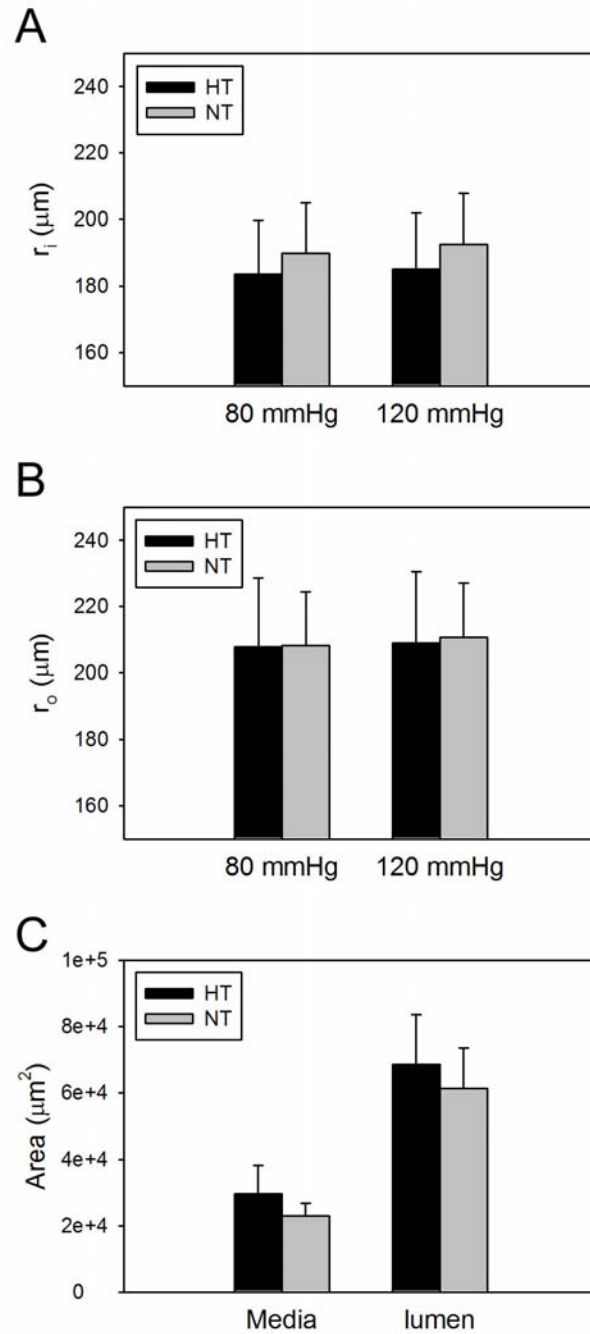 A
240
220
200
180
160
rᵢ (μm)
HT
NT
80 mmHg 120 mmHg
B
240
220
200
180
160
rₒ (μm)
HT
NT
80 mmHg 120 mmHg
C
1e+5
8e+4
6e+4
4e+4
2e+4
0
Area (μm²)
HT
NT
Media lumen